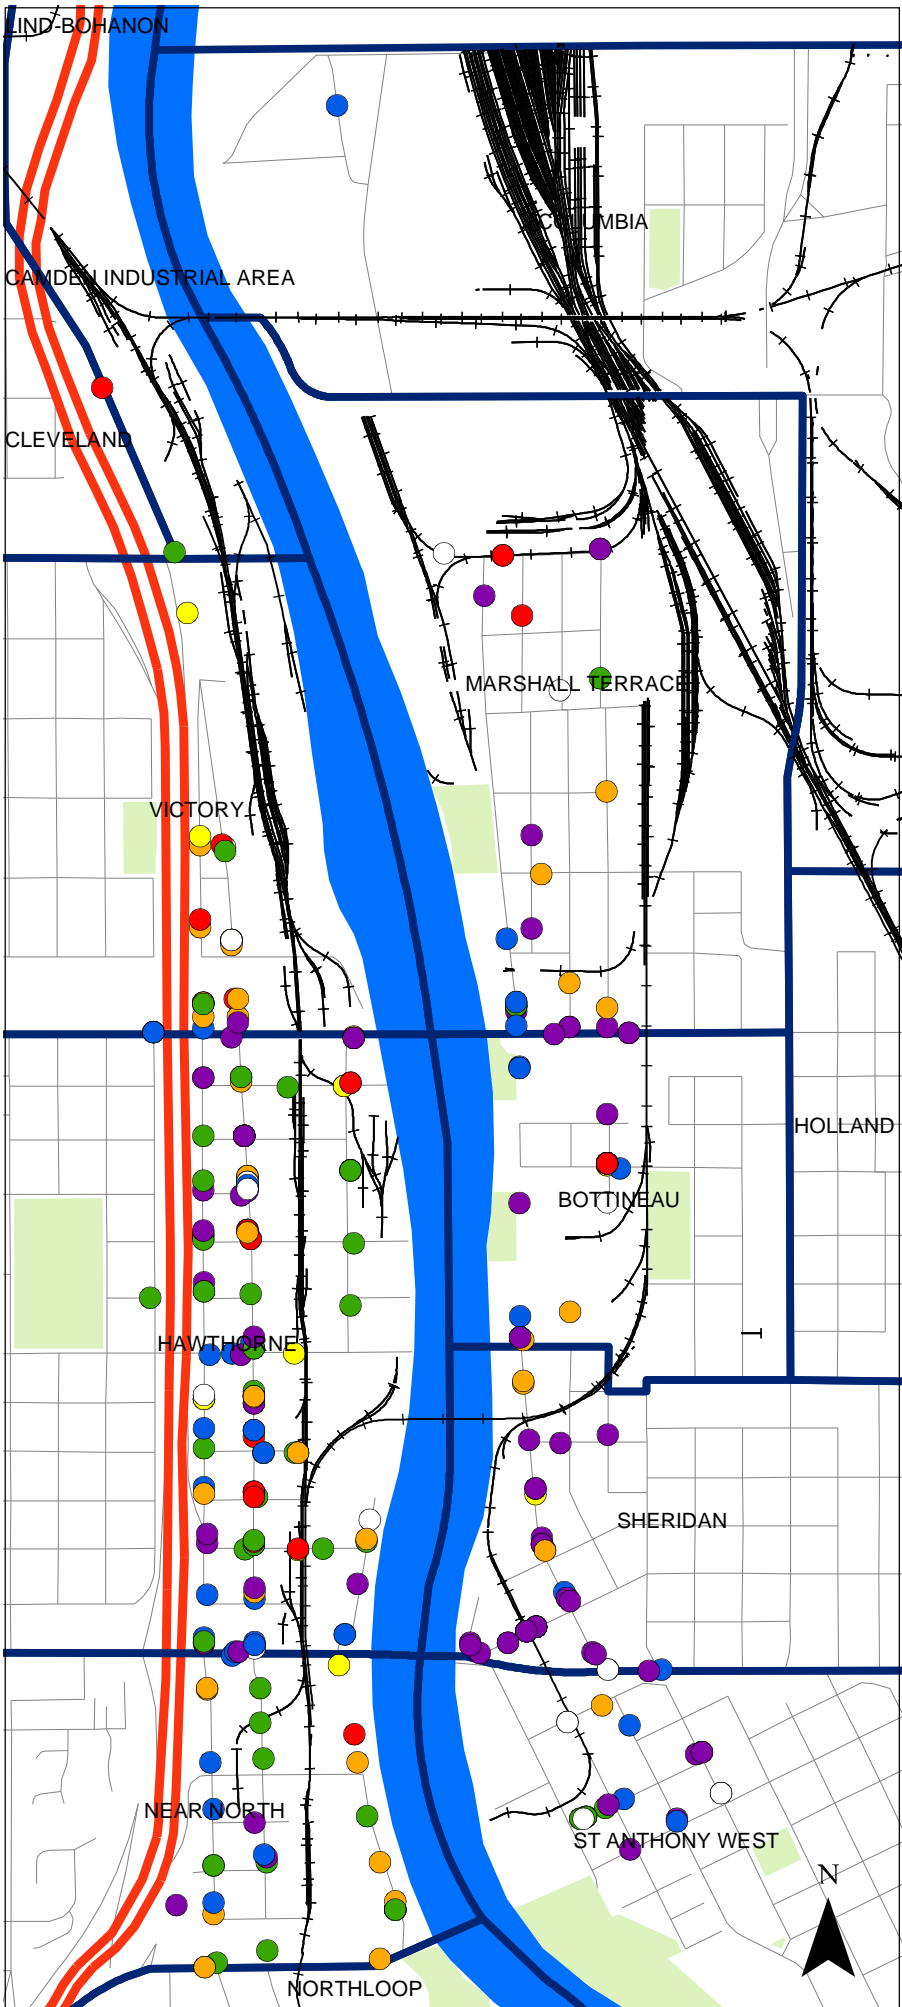 LIND-BOHANON
COLUMBIA
CAMDEN INDUSTRIAL AREA
CLEVELAND
MARSHALL TERRACE
VICTORY
HOLLAND
BOTTINEAU
HAWTHORNE
SHERIDAN
NEAR NORTH
ST ANTHONY WEST
N
NORTHLOOP